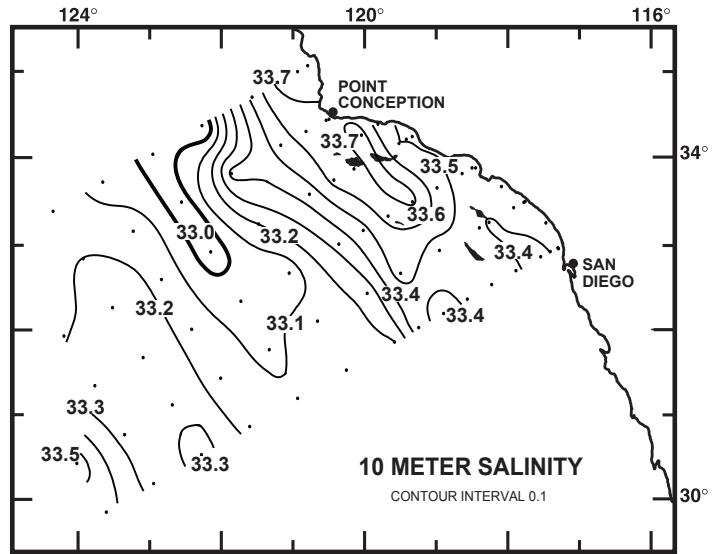 124° 120° 116°
33.7
POINT
CONCEPTION
33.7
34°
33.5
33.6
33.0
33.2
33.4
SAN
DIEGO
33.4
33.2
33.4
33.1
33.3
33.5
33.3
10 METER SALINITY
CONTOUR INTERVAL 0.1
30°